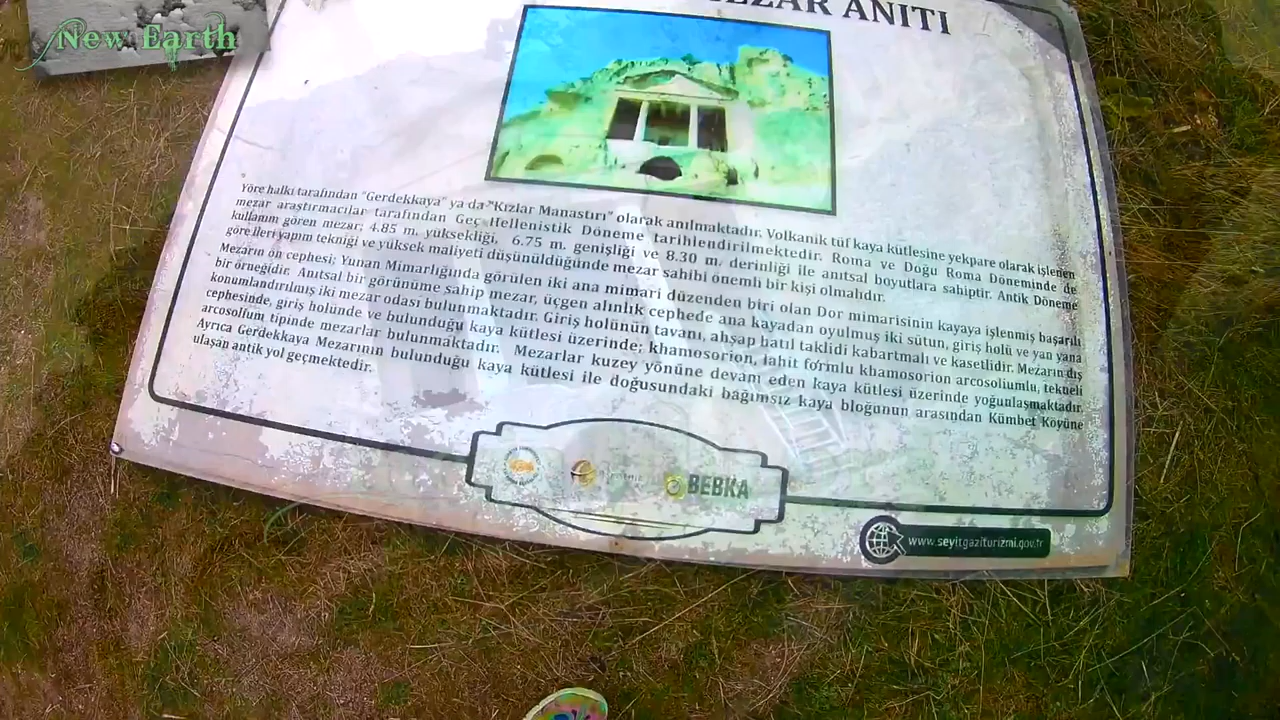 New Earth
MEZAR ANITI
Yöre halkı tarafından "Gerdekkaya" ya da "Kızlar Manastırı" olarak anılmaktadır. Volkanik tüf kaya kütlesine yekpare olarak işlenen
mezar araştırmacılar tarafından Geç Hellenistik Döneme tarihlendirilmektedir. Roma ve Doğu Roma Döneminde de
kullanım gören mezar; 4.85 m. yüksekliği, 6.75 m. genişliği ve 8.30 m. derinliği ile anıtsal boyutlara sahiptir. Antik Döneme
göre ileri yapım tekniği ve yüksek maliyeti düşünüldüğünde mezar sahibi önemli bir kişi olmalıdır.
Mezarın ön cephesi; Yunan Mimarlığında görülen iki ana mimari düzenden biri olan Dor mimarisinin kayaya işlenmiş başarılı
bir örneğidir. Anıtsal bir görünüme sahip mezar, üçgen alınlık cephede ana kayadan oyulmuş iki sütun, giriş holü ve yan yana
konumlandırılmış iki mezar odası bulunmaktadır. Giriş holünün tavanı, ahşap hatıl taklidi kabartmalı ve kasetlidir. Mezarın dış
cephesinde, giriş holünde ve bulunduğu kaya kütlesi üzerinde; khamosorion, lahit formlu khamosorion arcosoliumlu, tekneli
arcosolium tipinde mezarlar bulunmaktadır. Mezarlar kuzey yönüne devam eden kaya kütlesi üzerinde yoğunlaşmaktadır.
Ayrıca Gerdekkaya Mezarının bulunduğu kaya kütlesi ile doğusundaki bağımsız kaya bloğunun arasından Kümbet Köyüne
ulaşan antik yol geçmektedir.
BEBKA
www.seyitgaziturizmi.gov.tr